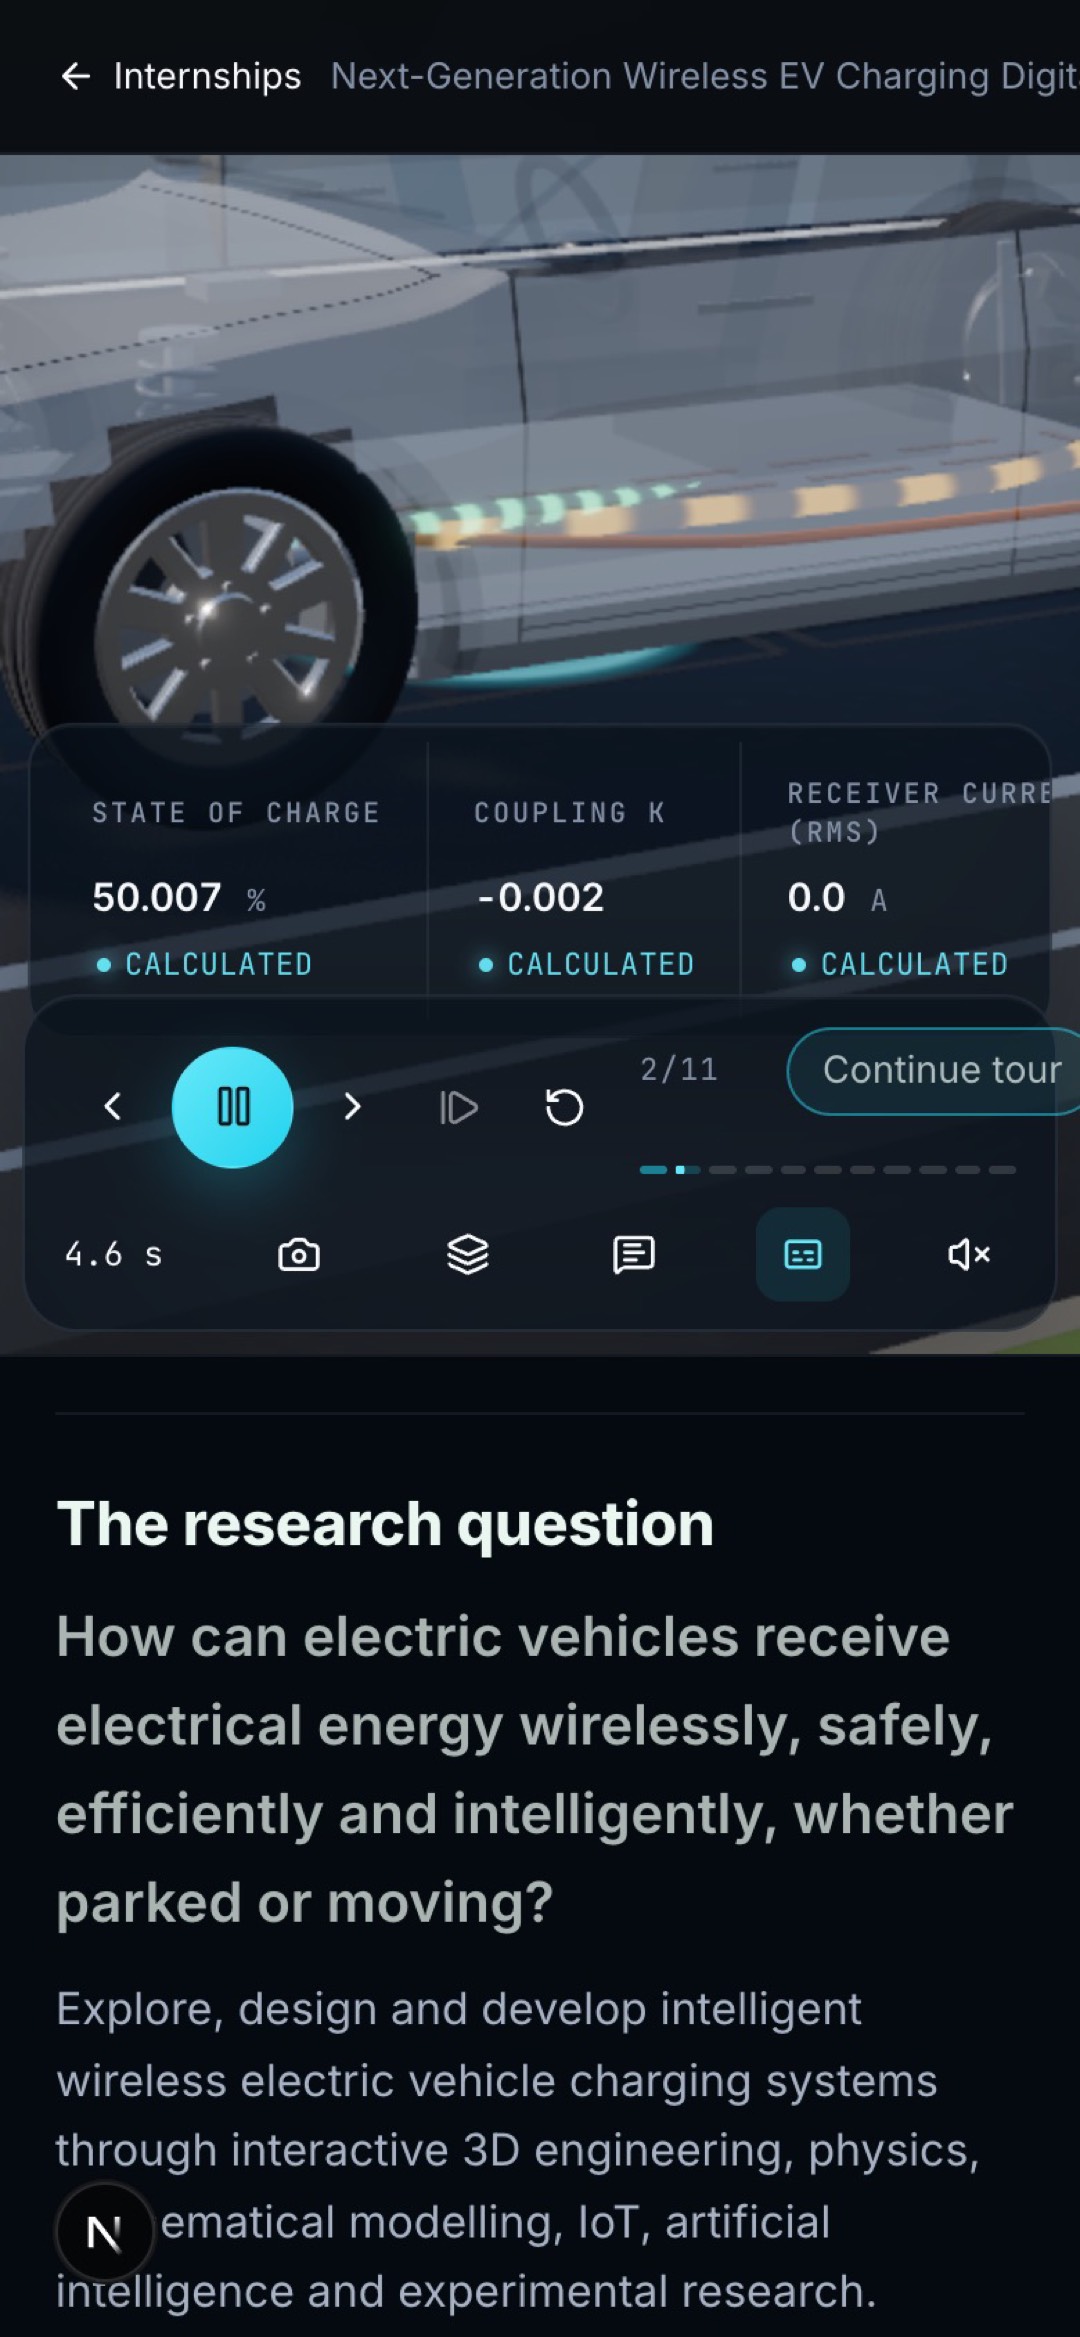 Internships Next-Generation Wireless EV Charging Digit
STATE OF CHARGE
50.007 %
CALCULATED
COUPLING K
-0.002
CALCULATED
RECEIVER CURRE
(RMS)
0.0 A
CALCULATED
2/11
Continue tour
4.6 s
The research question
How can electric vehicles receive
electrical energy wirelessly, safely,
efficiently and intelligently, whether
parked or moving?
Explore, design and develop intelligent
wireless electric vehicle charging systems
through interactive 3D engineering, physics,
ematical modelling, IoT, artificial
intelligence and experimental research.
N